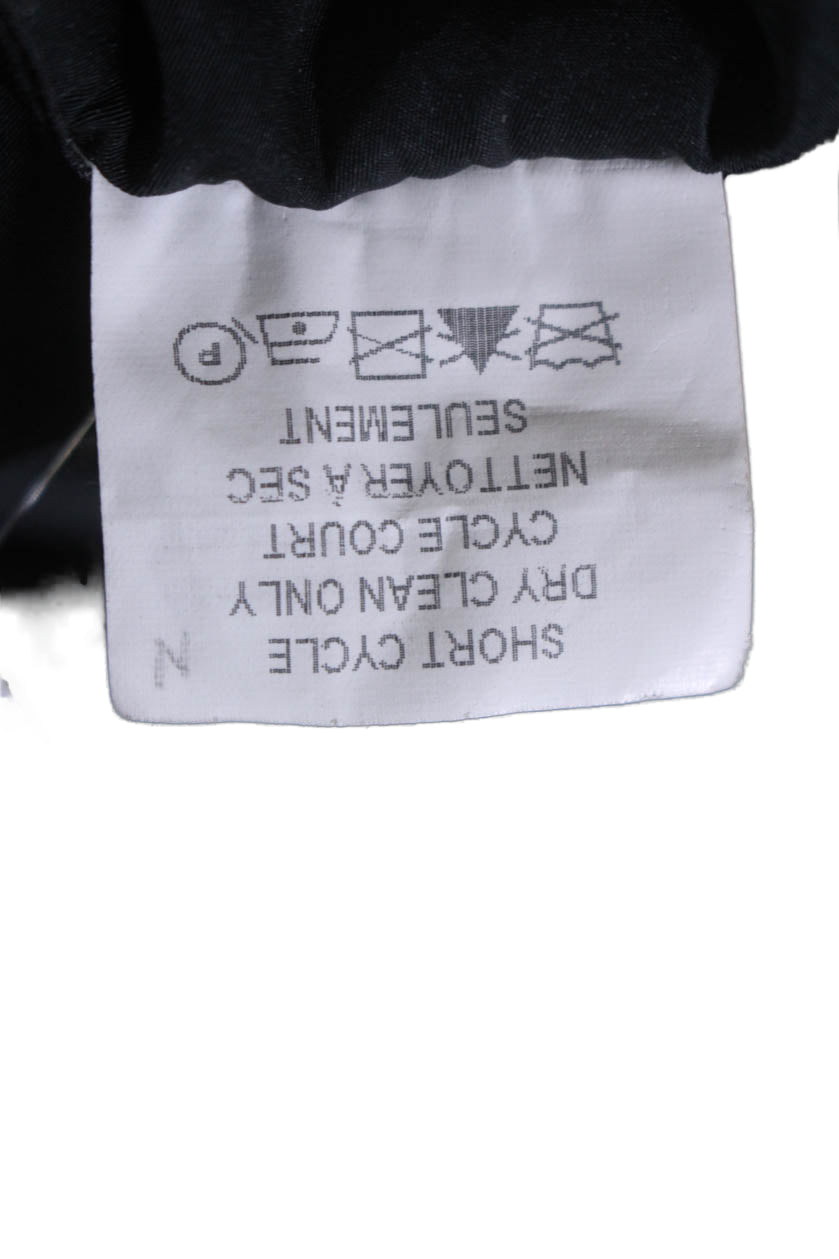 SHORT CYCLE
DRY CLEAN ONLY
CYCLE COURT
NETTOYER À SEC
SEULEMENT
P
N